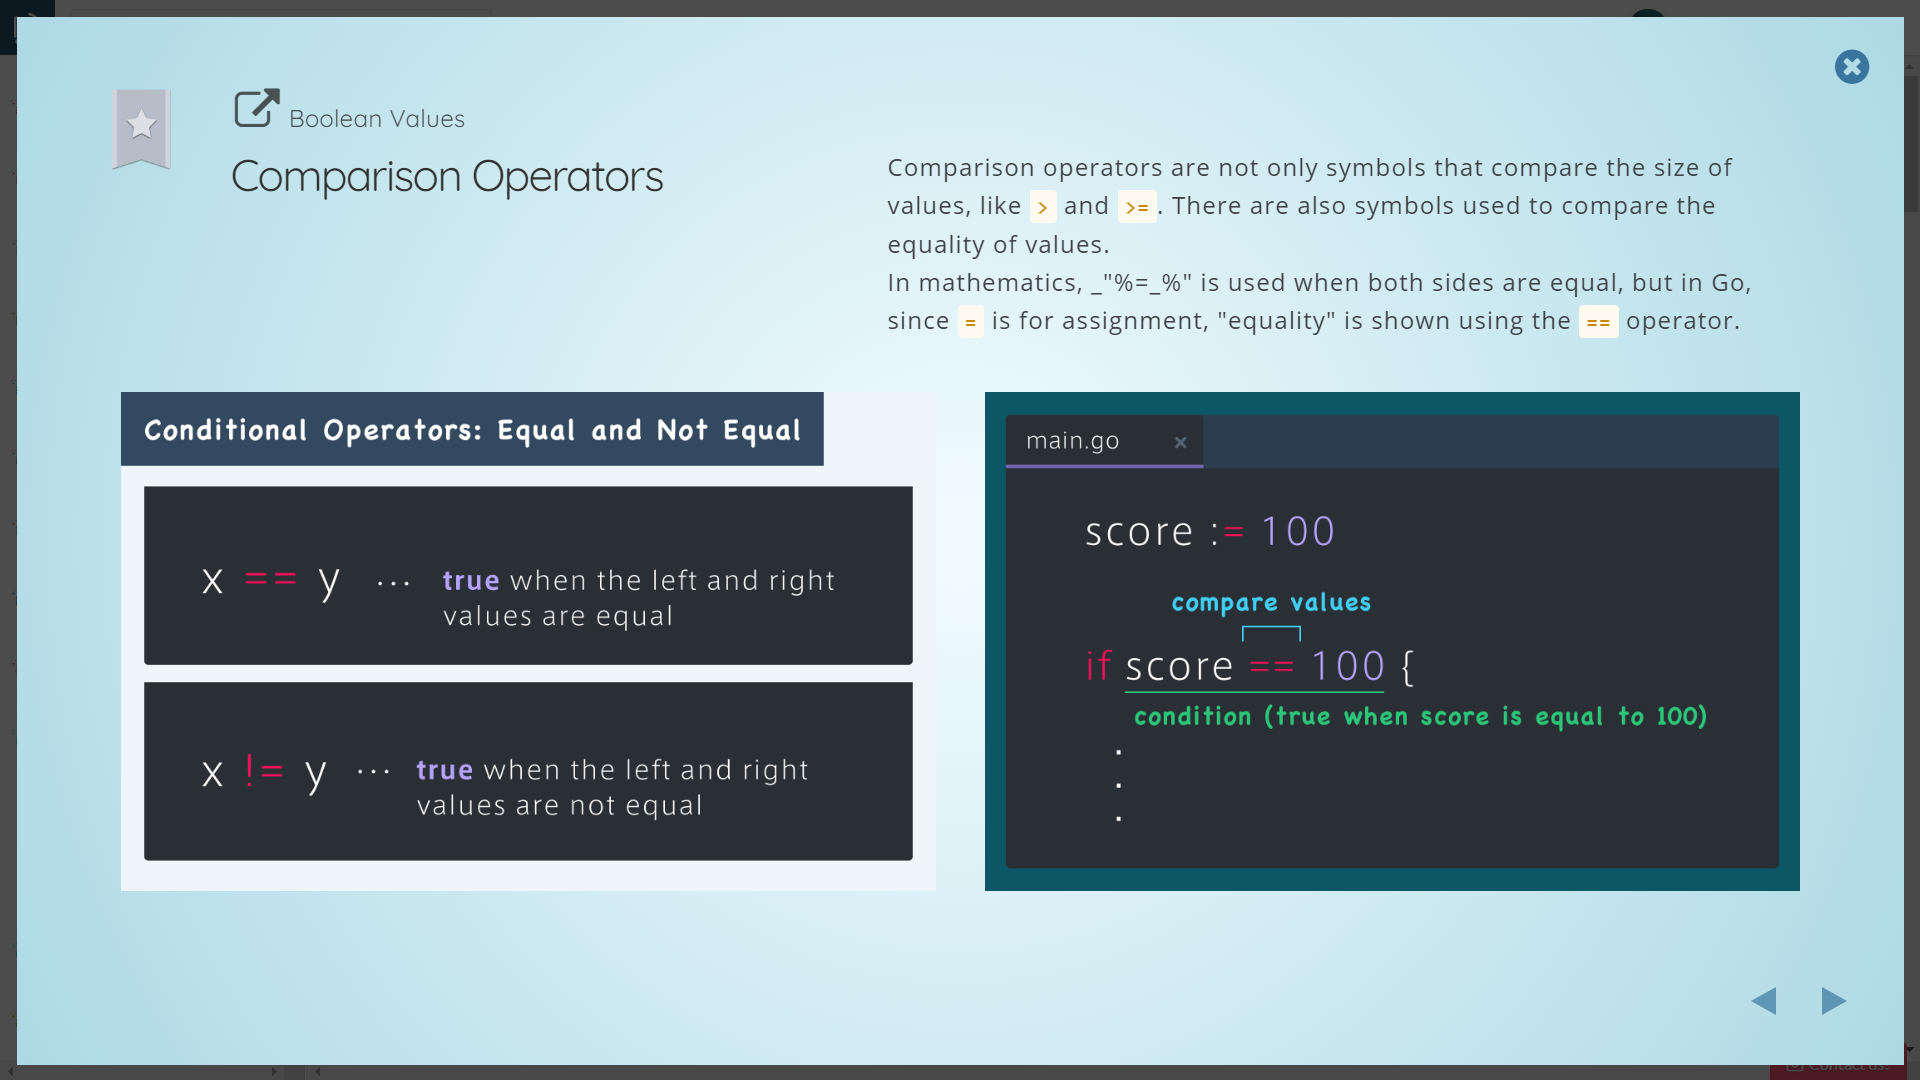 Boolean Values
Comparison Operators
Comparison operators are not only symbols that compare the size of
values, like > and >=. There are also symbols used to compare the
equality of values.
In mathematics, _"%=_%" is used when both sides are equal, but in Go,
since = is for assignment, "equality" is shown using the == operator.
Conditional Operators: Equal and Not Equal
x == y ... true when the left and right
values are equal
x != y ... true when the left and right
values are not equal
main.go ×
score := 100
compare values
if score == 100 {
condition (true when score is equal to 100)
.
.
.
Contact us!